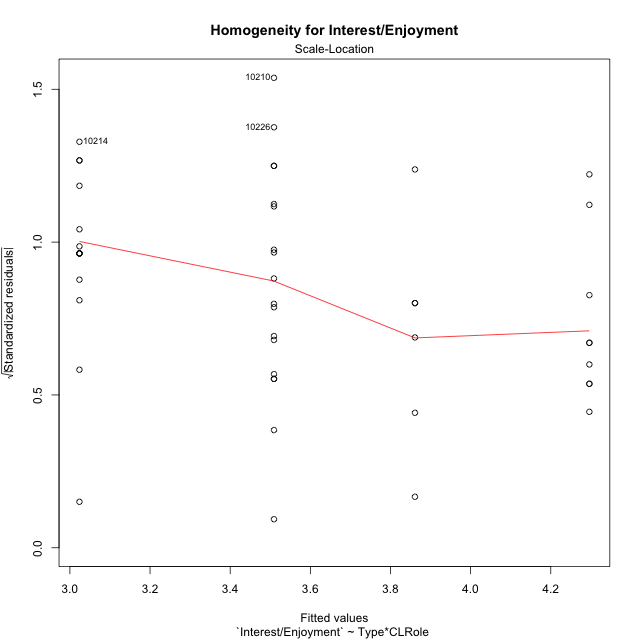 Homogeneity for Interest/Enjoyment
Scale-Location
√|Standardized residuals|
1.5
1.0
0.5
0.0
10210
10226
10214
3.0 3.2 3.4 3.6 3.8 4.0 4.2
Fitted values
`Interest/Enjoyment` ~ Type*CLRole